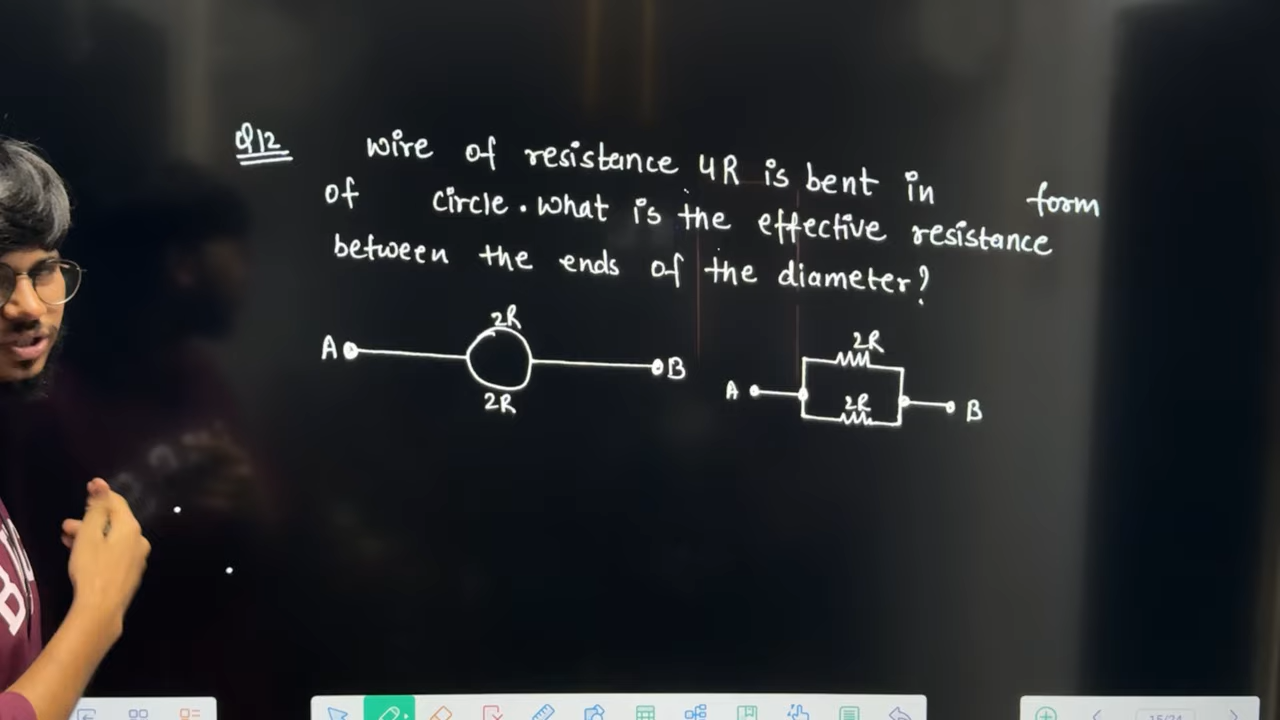 Q12 wire of resistance 4R is bent in form
of circle. what is the effective resistance
between the ends of the diameter?
2R
A B
2R
2R
A 2R B